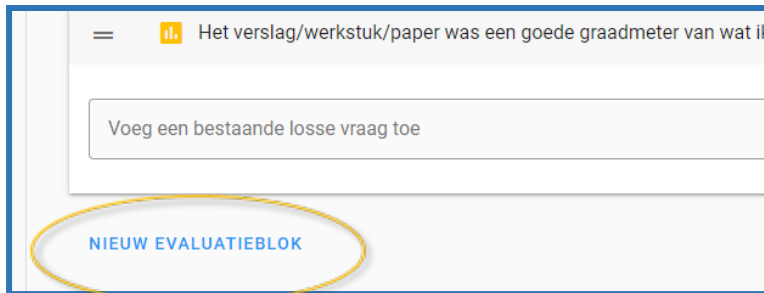 Het verslag/werkstuk/paper was een goede graadmeter van wat
Voeg een bestaande losse vraag toe
NIEUW EVALUATIEBLOK